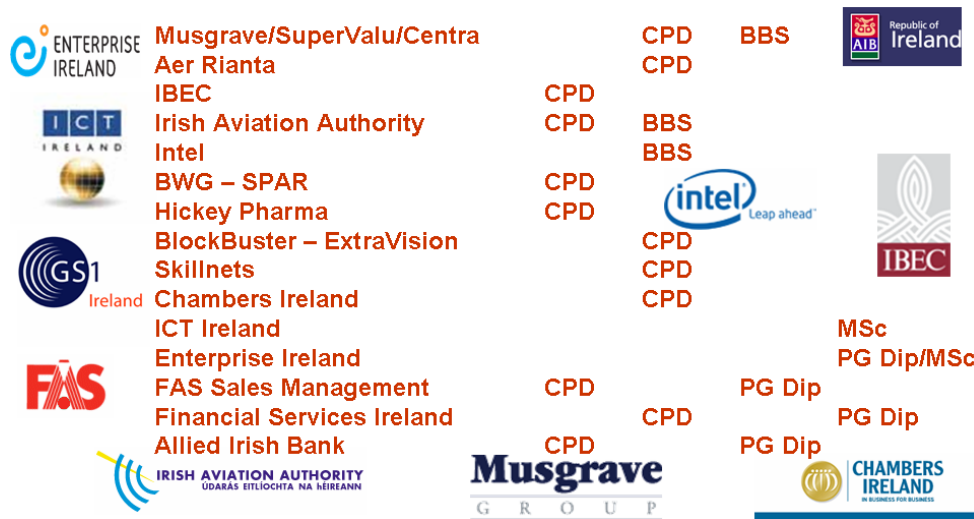 ENTERPRISE
IRELAND
Musgrave/SuperValu/Centra CPD BBS
AIB
Republic of
Ireland
Aer Rianta CPD
IBEC CPD
ICT
IRELAND
Irish Aviation Authority CPD BBS
Intel BBS
BWG – SPAR CPD
intel
Leap ahead™
Hickey Pharma CPD
BlockBuster – ExtraVision CPD
IBEC
GS1
Ireland
Skillnets CPD
Chambers Ireland CPD
ICT Ireland MSc
Enterprise Ireland PG Dip/MSc
FÁS
FAS Sales Management CPD PG Dip
Financial Services Ireland CPD PG Dip
Allied Irish Bank CPD PG Dip
IRISH AVIATION AUTHORITY
ÚDARÁS EITLÍOCHTA NA hÉIREANN
Musgrave
GROUP
CHAMBERS
IRELAND
IN BUSINESS FOR BUSINESS